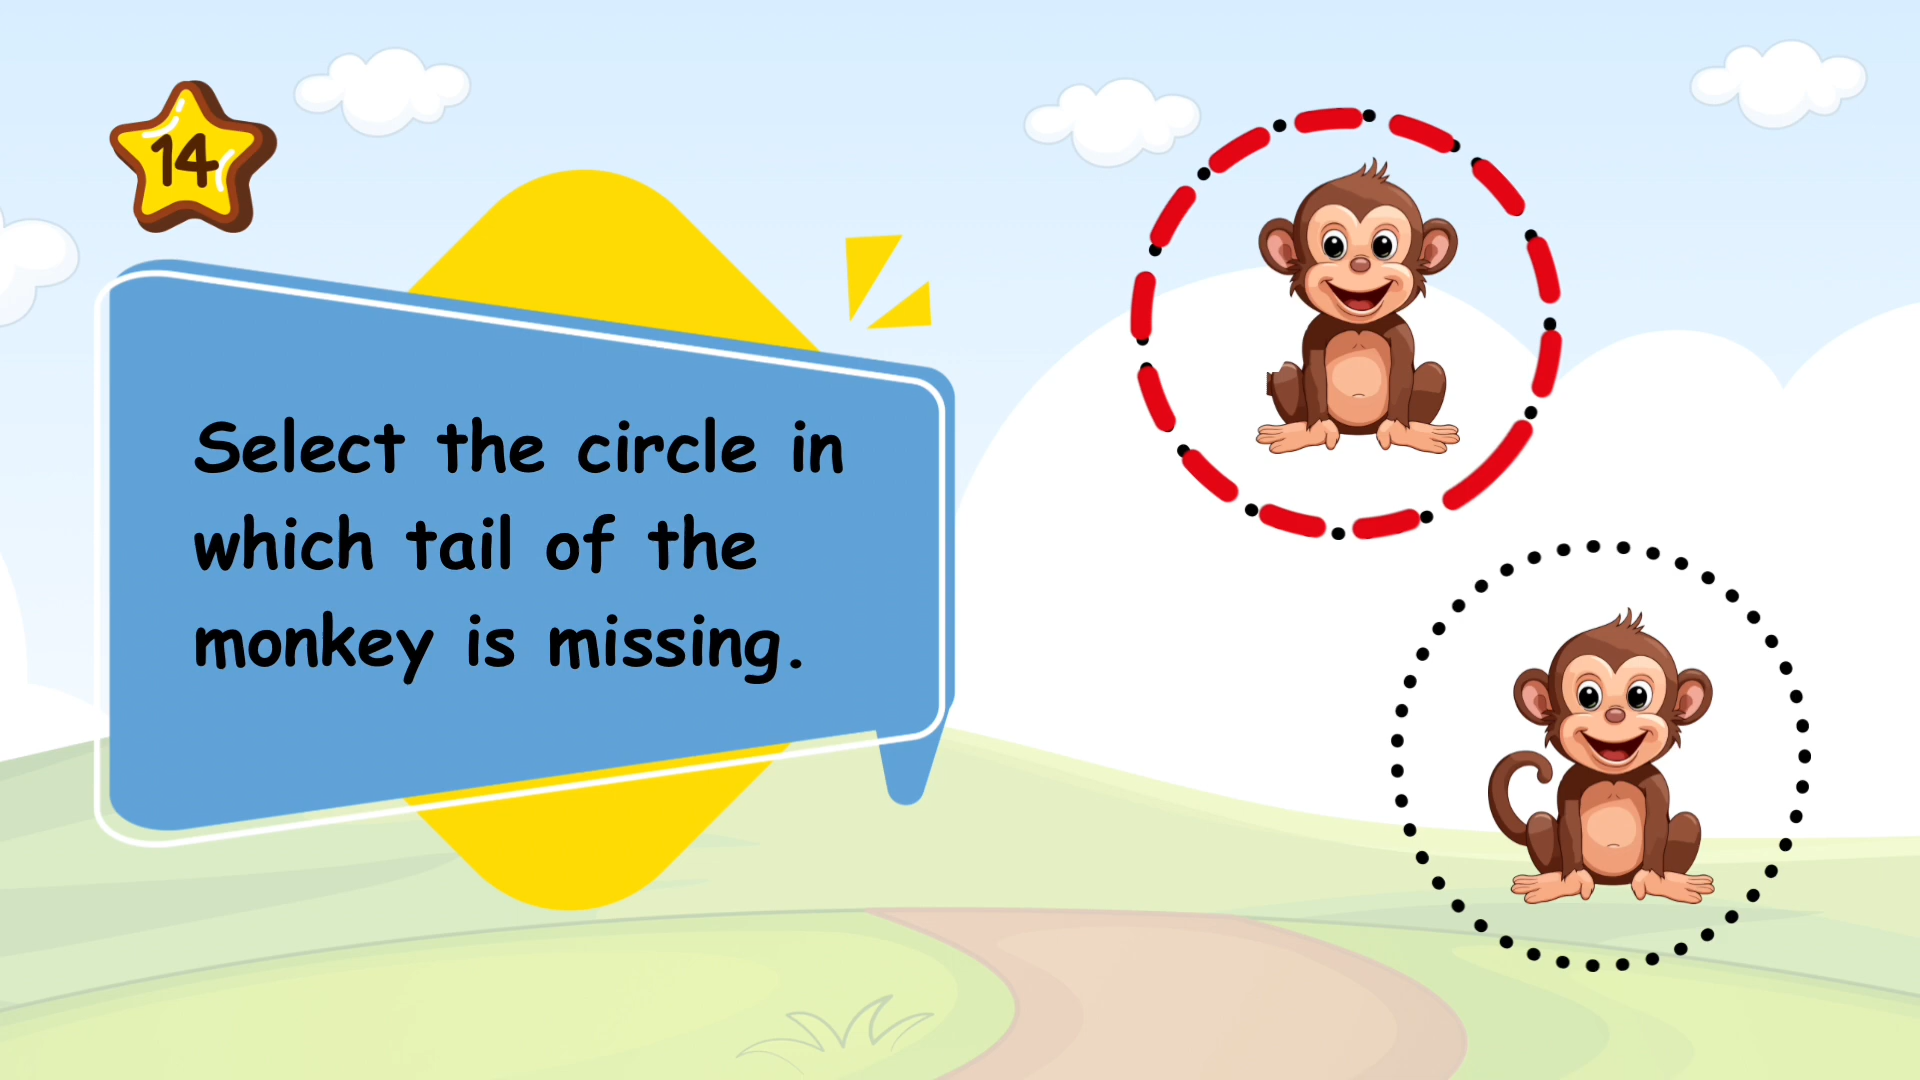 14
Select the circle in
which tail of the
monkey is missing.